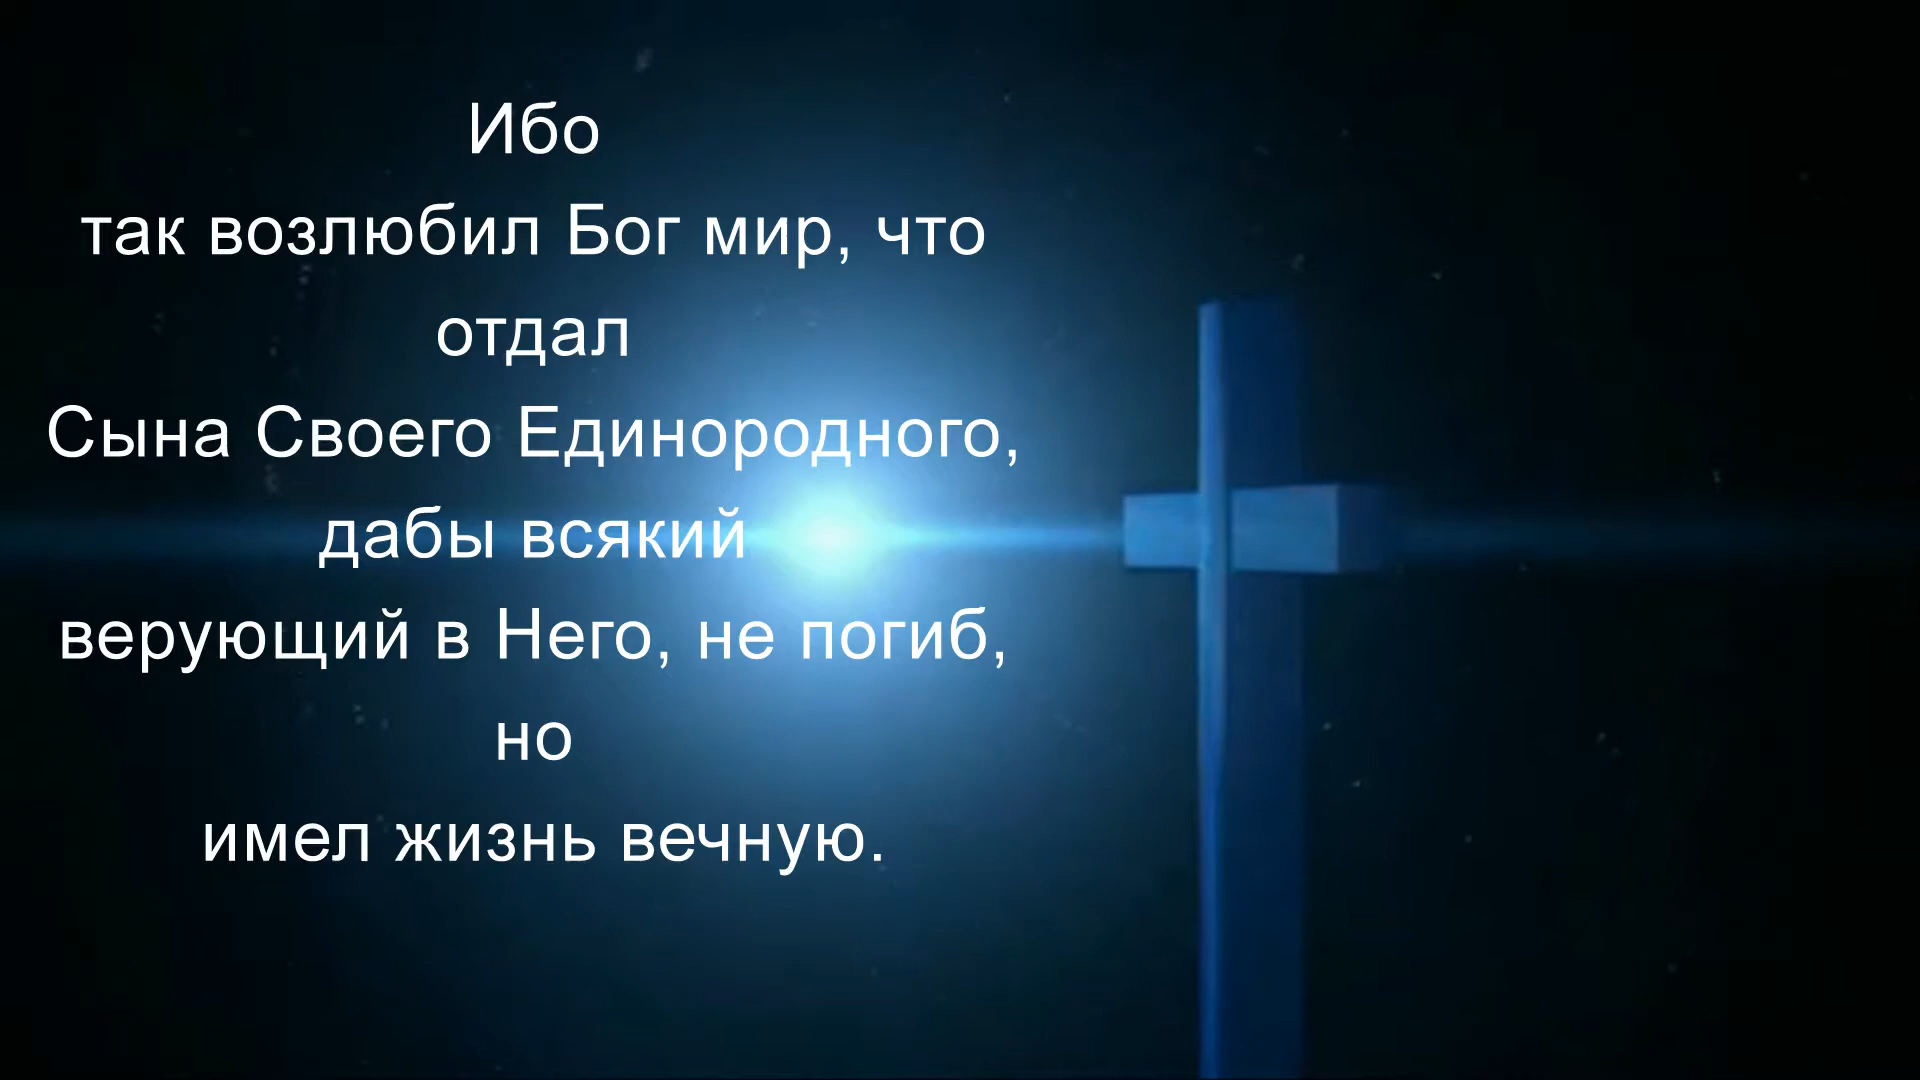 Ибо
так возлюбил Бог мир, что
отдал
Сына Своего Единородного,
дабы всякий
верующий в Него, не погиб,
но
имел жизнь вечную.